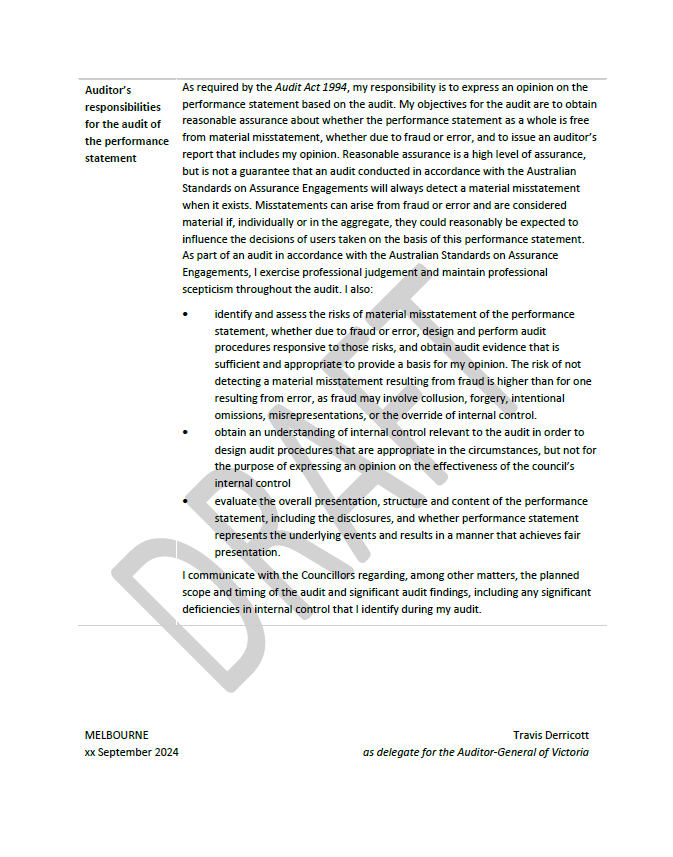 Auditor's
responsibilities
for the audit of
the performance
statement
As required by the Audit Act 1994, my responsibility is to express an opinion on the
performance statement based on the audit. My objectives for the audit are to obtain
reasonable assurance about whether the performance statement as a whole is free
from material misstatement, whether due to fraud or error, and to issue an auditor's
report that includes my opinion. Reasonable assurance is a high level of assurance,
but is not a guarantee that an audit conducted in accordance with the Australian
Standards on Assurance Engagements will always detect a material misstatement
when it exists. Misstatements can arise from fraud or error and are considered
material if, individually or in the aggregate, they could reasonably be expected to
influence the decisions of users taken on the basis of this performance statement.
As part of an audit in accordance with the Australian Standards on Assurance
Engagements, I exercise professional judgement and maintain professional
scepticism throughout the audit. I also:
• identify and assess the risks of material misstatement of the performance
statement, whether due to fraud or error, design and perform audit
procedures responsive to those risks, and obtain audit evidence that is
sufficient and appropriate to provide a basis for my opinion. The risk of not
detecting a material misstatement resulting from fraud is higher than for one
resulting from error, as fraud may involve collusion, forgery, intentional
omissions, misrepresentations, or the override of internal control.
• obtain an understanding of internal control relevant to the audit in order to
design audit procedures that are appropriate in the circumstances, but not for
the purpose of expressing an opinion on the effectiveness of the council's
internal control
• evaluate the overall presentation, structure and content of the performance
statement, including the disclosures, and whether performance statement
represents the underlying events and results in a manner that achieves fair
presentation.
I communicate with the Councillors regarding, among other matters, the planned
scope and timing of the audit and significant audit findings, including any significant
deficiencies in internal control that I identify during my audit.
DRAFT
MELBOURNE
xx September 2024
Travis Derricott
as delegate for the Auditor-General of Victoria